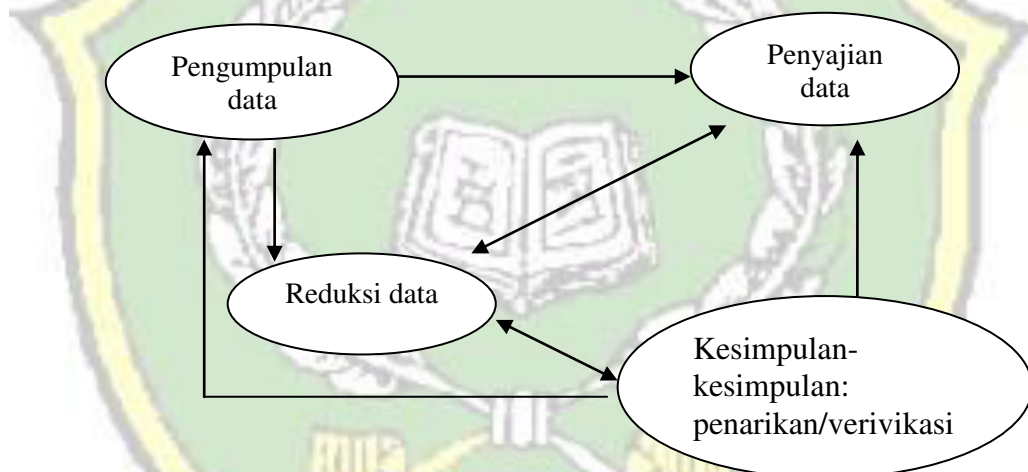 Pengumpulan
data
Penyajian
data
Reduksi data
Kesimpulan-
kesimpulan:
penarikan/verivikasi